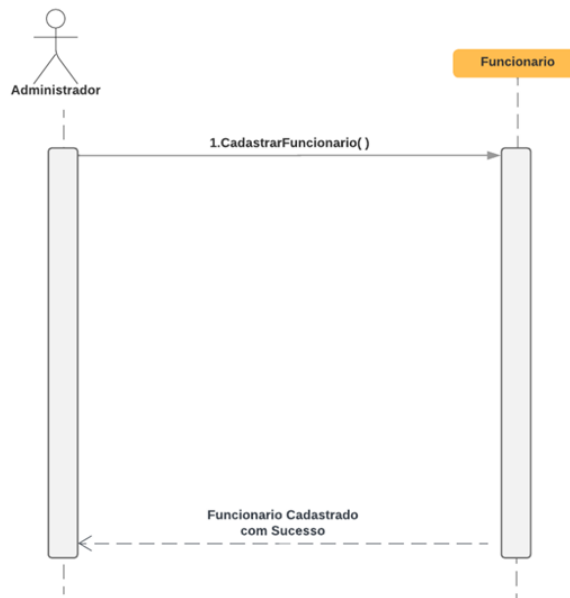 Administrador
Funcionario
1.CadastrarFuncionario( )
Funcionario Cadastrado
com Sucesso